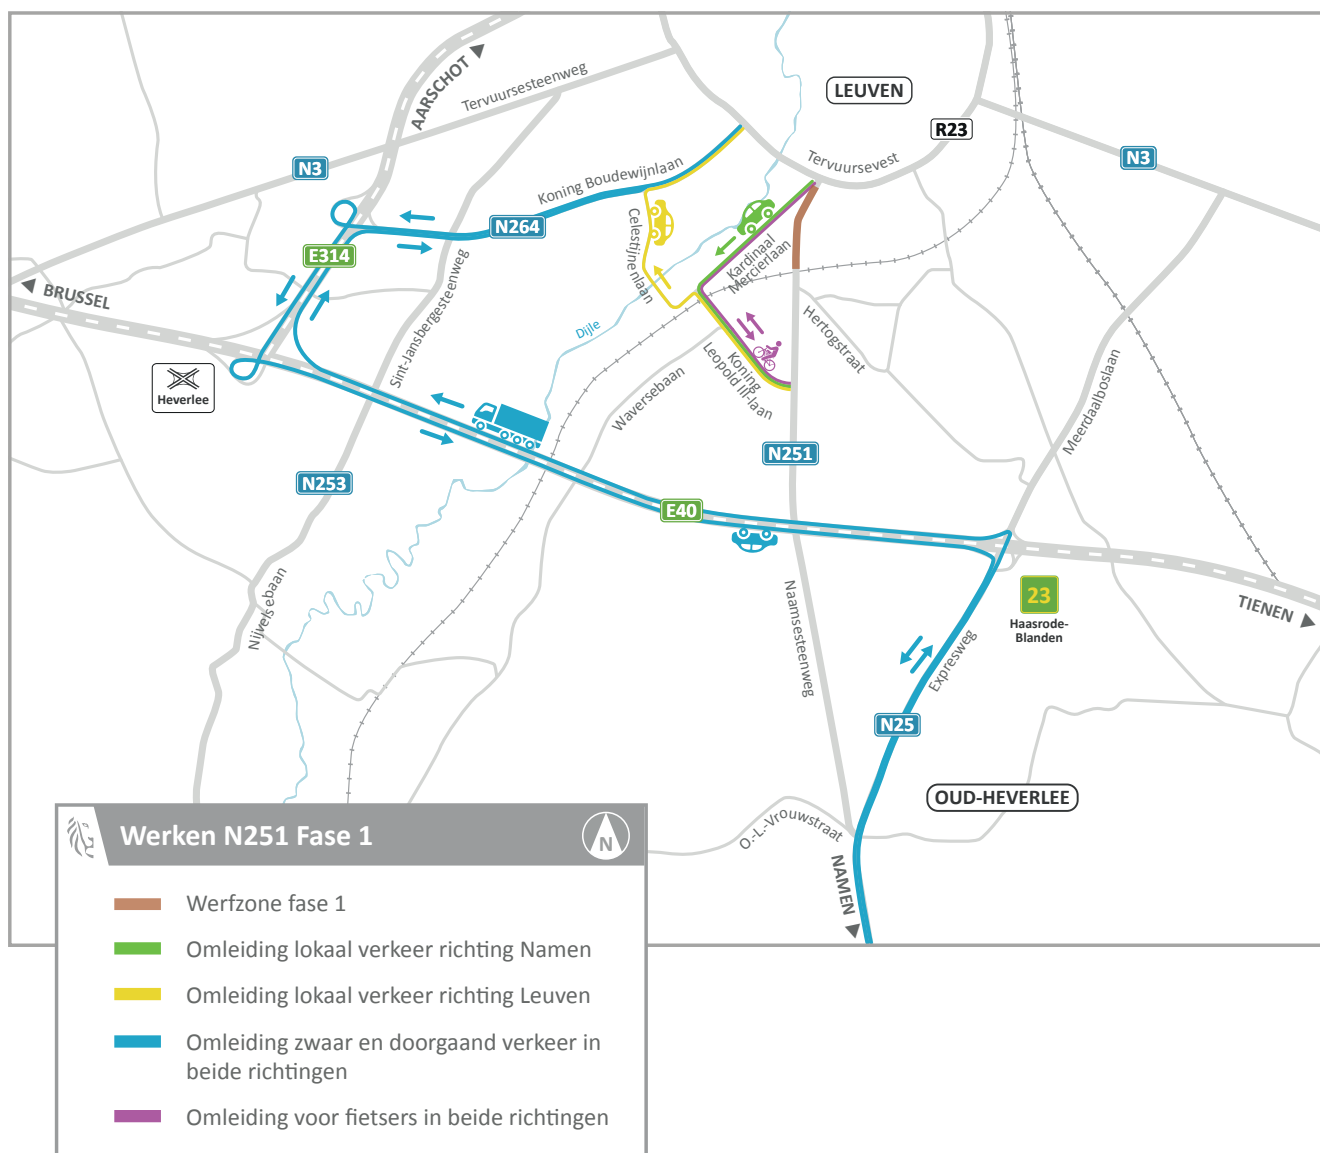 LEUVEN
AARSCHOT
Tervuursesteenweg
R23
N3
N3
Tervuursevest
Koning Boudewijnlaan
N264
Celestijnenlaan
Kardinaal
Mercierlaan
E314
BRUSSEL
Sint-Jansbergesteenweg
Dijle
Hertogstraat
Koning
Leopold III-laan
Waversebaan
Meerdaalboslaan
Heverlee
N251
N253
E40
23
Haasrode-
Blanden
TIENEN
Nijvelsebaan
Naamsesteenweg
Expresweg
N25
OUD-HEVERLEE
O.-L.-Vrouwstraat
NAMEN
Werken N251 Fase 1
N
Werfzone fase 1
Omleiding lokaal verkeer richting Namen
Omleiding lokaal verkeer richting Leuven
Omleiding zwaar en doorgaand verkeer in
beide richtingen
Omleiding voor fietsers in beide richtingen